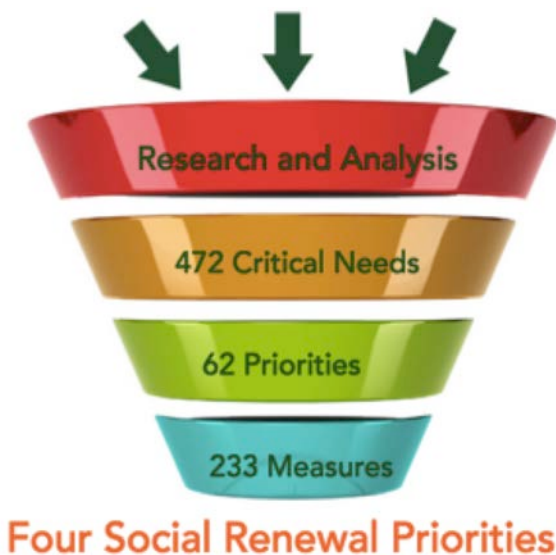 Research and Analysis
472 Critical Needs
62 Priorities
233 Measures
Four Social Renewal Priorities